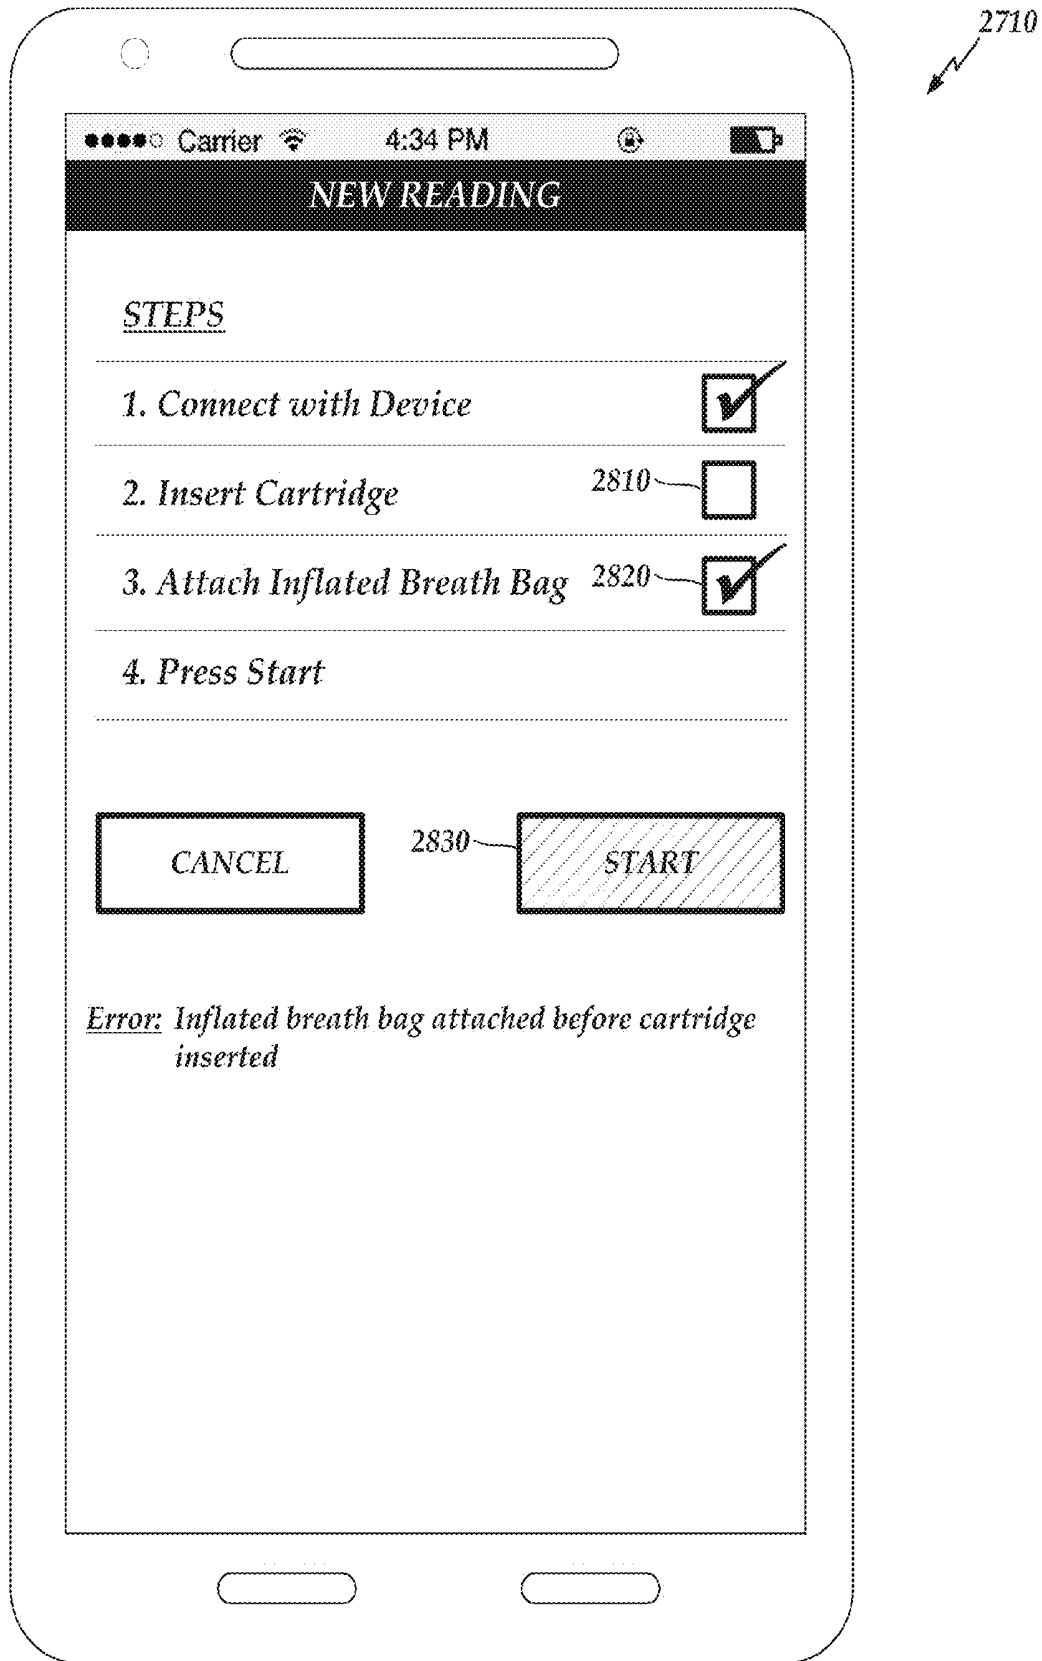 2710
Carrier 4:34 PM
NEW READING
STEPS
1. Connect with Device
2. Insert Cartridge 2810
3. Attach Inflated Breath Bag 2820
4. Press Start
CANCEL 2830 START
Error: Inflated breath bag attached before cartridge
inserted